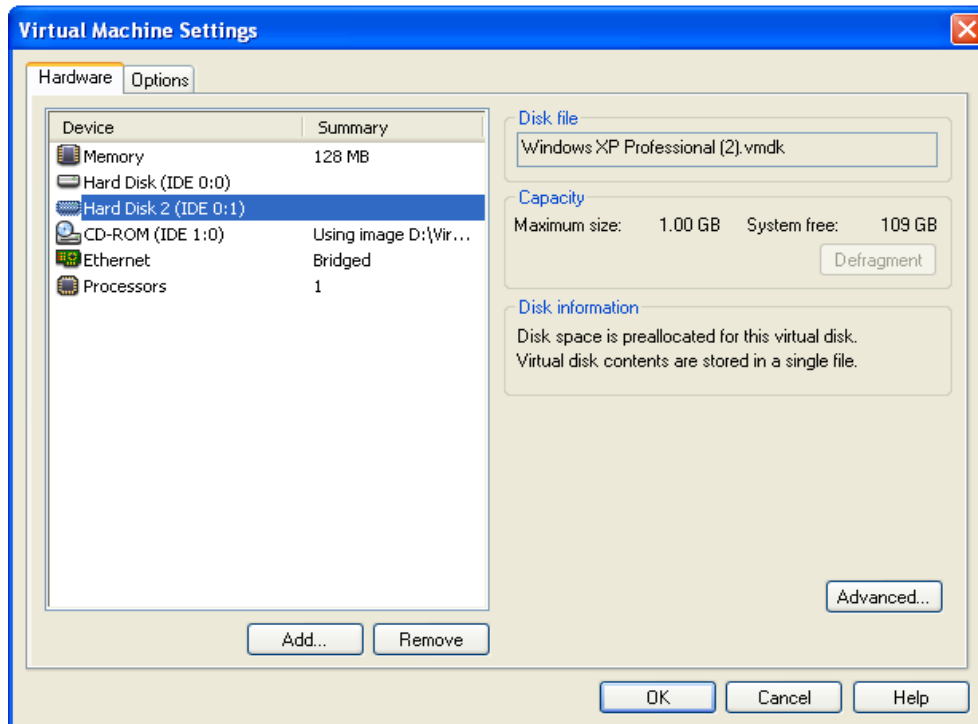 Virtual Machine Settings
Hardware Options
Device Summary
Memory 128 MB
Hard Disk (IDE 0:0)
Hard Disk 2 (IDE 0:1)
CD-ROM (IDE 1:0) Using image D:\Vir...
Ethernet Bridged
Processors 1
Add... Remove
Disk file
Windows XP Professional (2).vmdk
Capacity
Maximum size: 1.00 GB System free: 109 GB
Defragment
Disk information
Disk space is preallocated for this virtual disk.
Virtual disk contents are stored in a single file.
Advanced...
OK Cancel Help